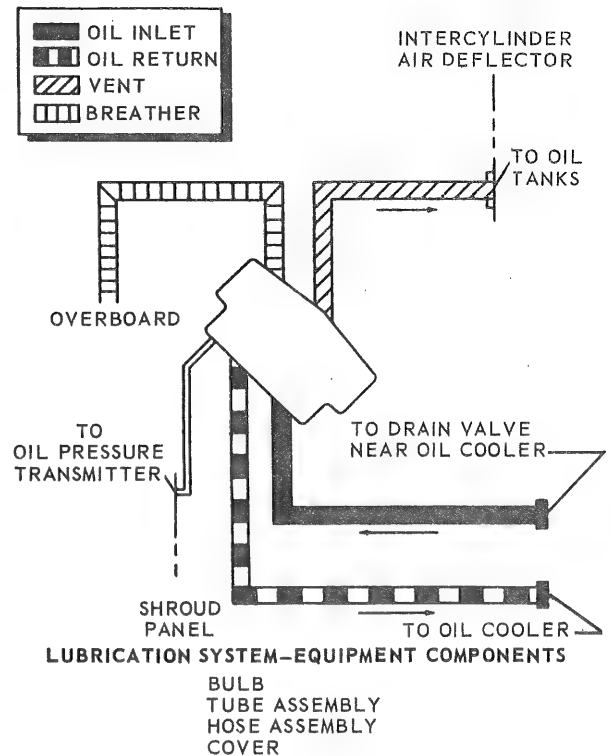 OIL INLET
OIL RETURN
VENT
BREATHER
INTERCYLINDER
AIR DEFLECTOR
TO OIL
TANKS
OVERBOARD
TO
OIL PRESSURE
TRANSMITTER
TO DRAIN VALVE
NEAR OIL COOLER
SHROUD
PANEL
TO OIL COOLER
LUBRICATION SYSTEM—EQUIPMENT COMPONENTS
BULB
TUBE ASSEMBLY
HOSE ASSEMBLY
COVER